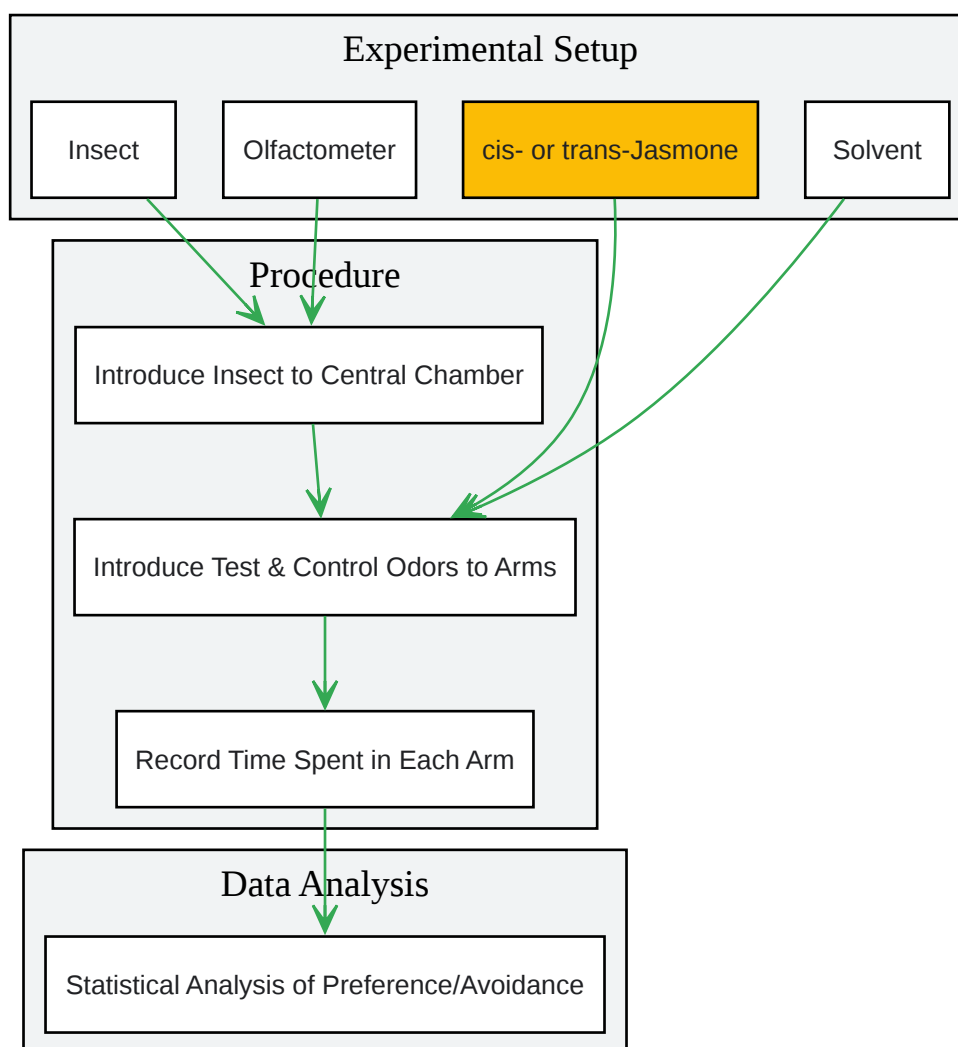 Experimental Setup
Insect
Olfactometer
cis- or trans-Jasmone
Solvent
Procedure
Introduce Insect to Central Chamber
Introduce Test & Control Odors to Arms
Record Time Spent in Each Arm
Data Analysis
Statistical Analysis of Preference/Avoidance